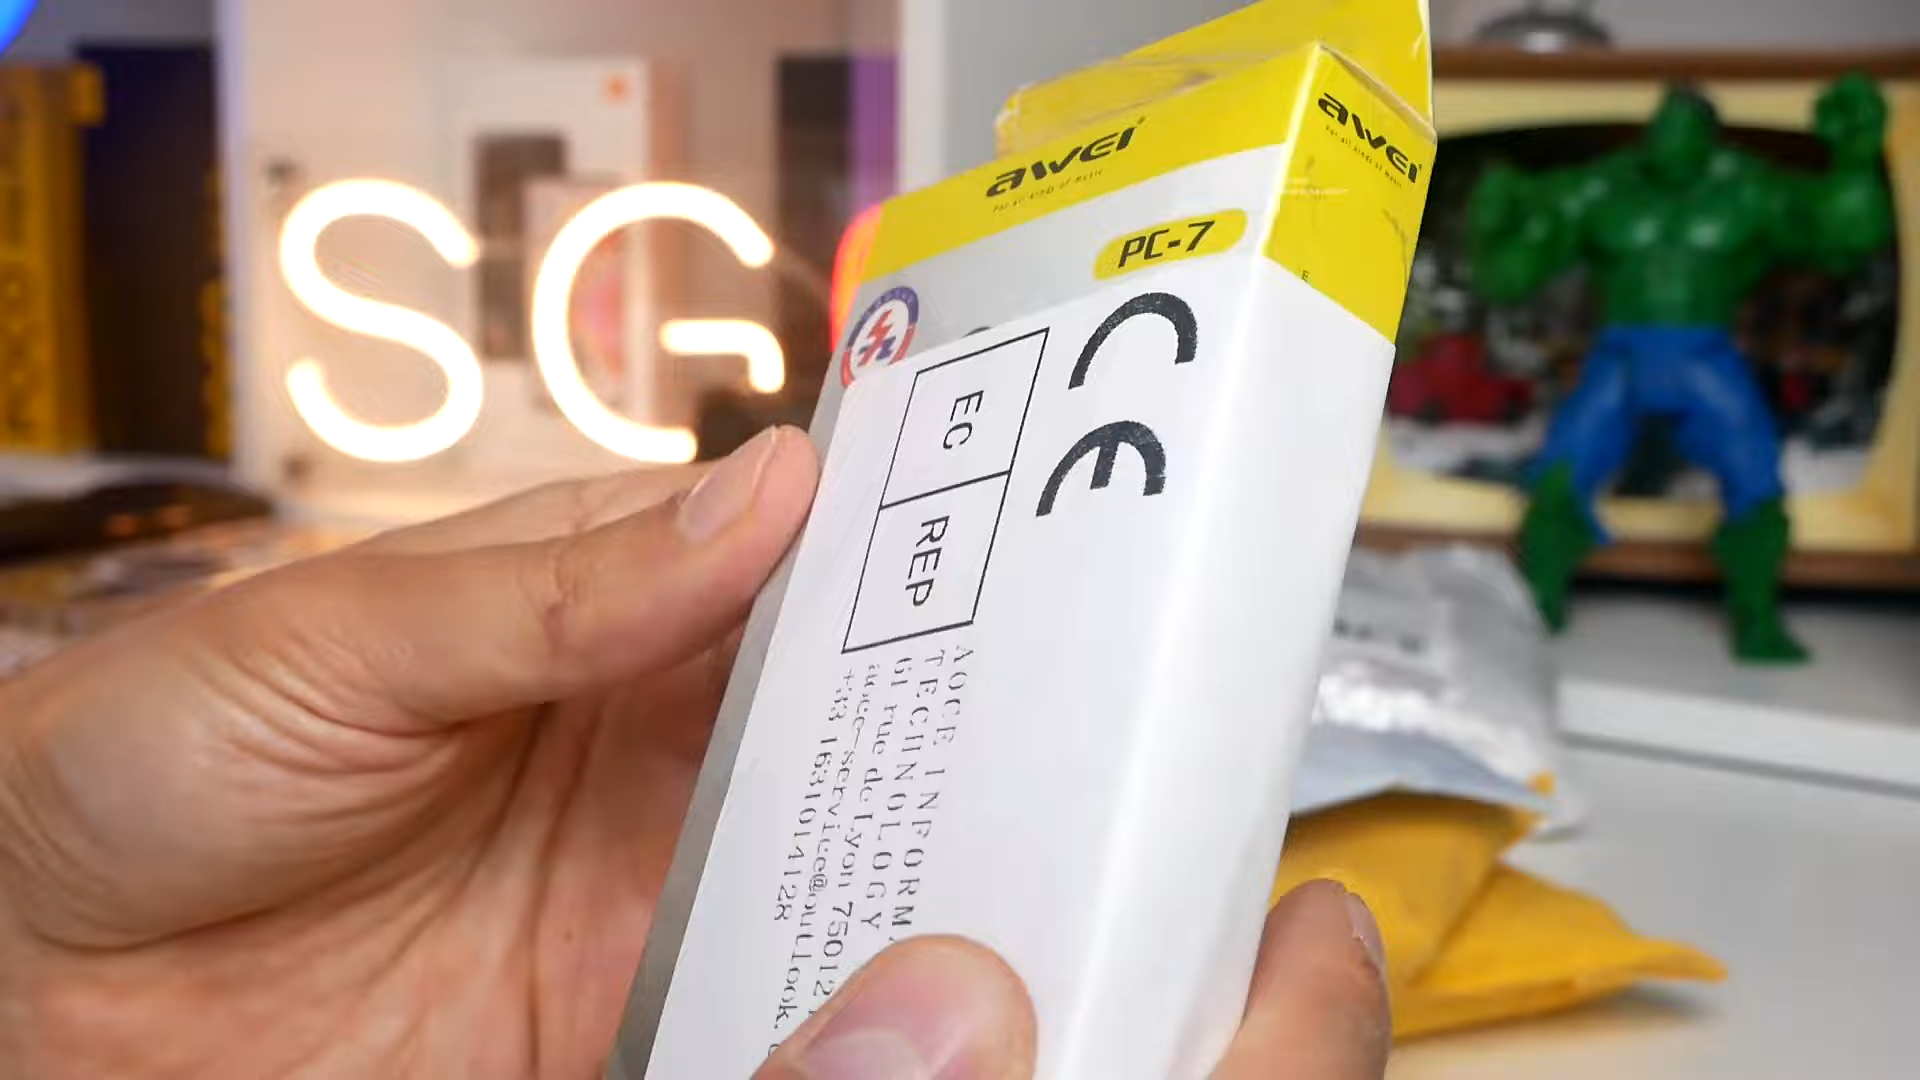 SG
awei
For all kinds of music
awei
For all kinds of music
PC-7
CE
EC REP
AOCE INFORMA
TECHNOLOGY
61 rue de Lyon 75012
aoce-service@outlook.
+33 1631014128